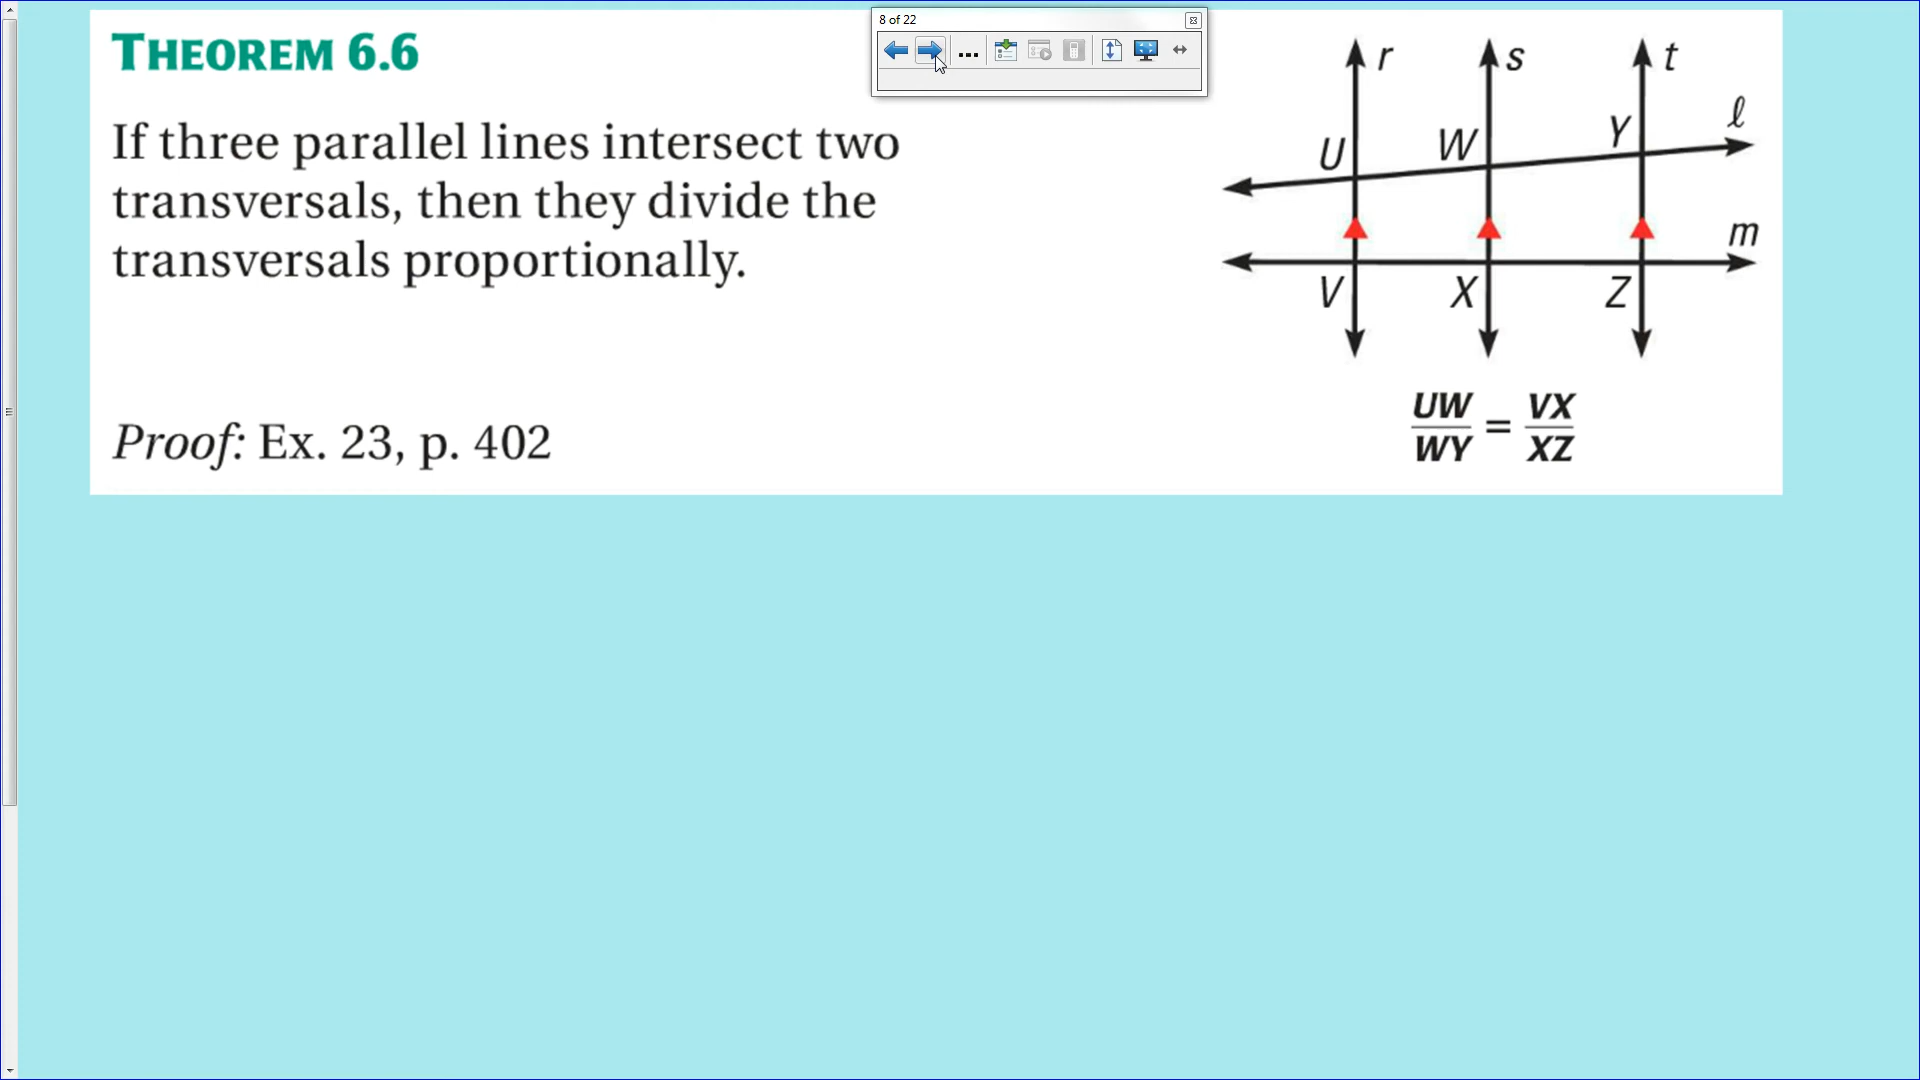 THEOREM 6.6
If three parallel lines intersect two
transversals, then they divide the
transversals proportionally.
Proof: Ex. 23, p. 402
8 of 22
r
s
t
ℓ
U
W
Y
m
V
X
Z
UW/WY = VX/XZ